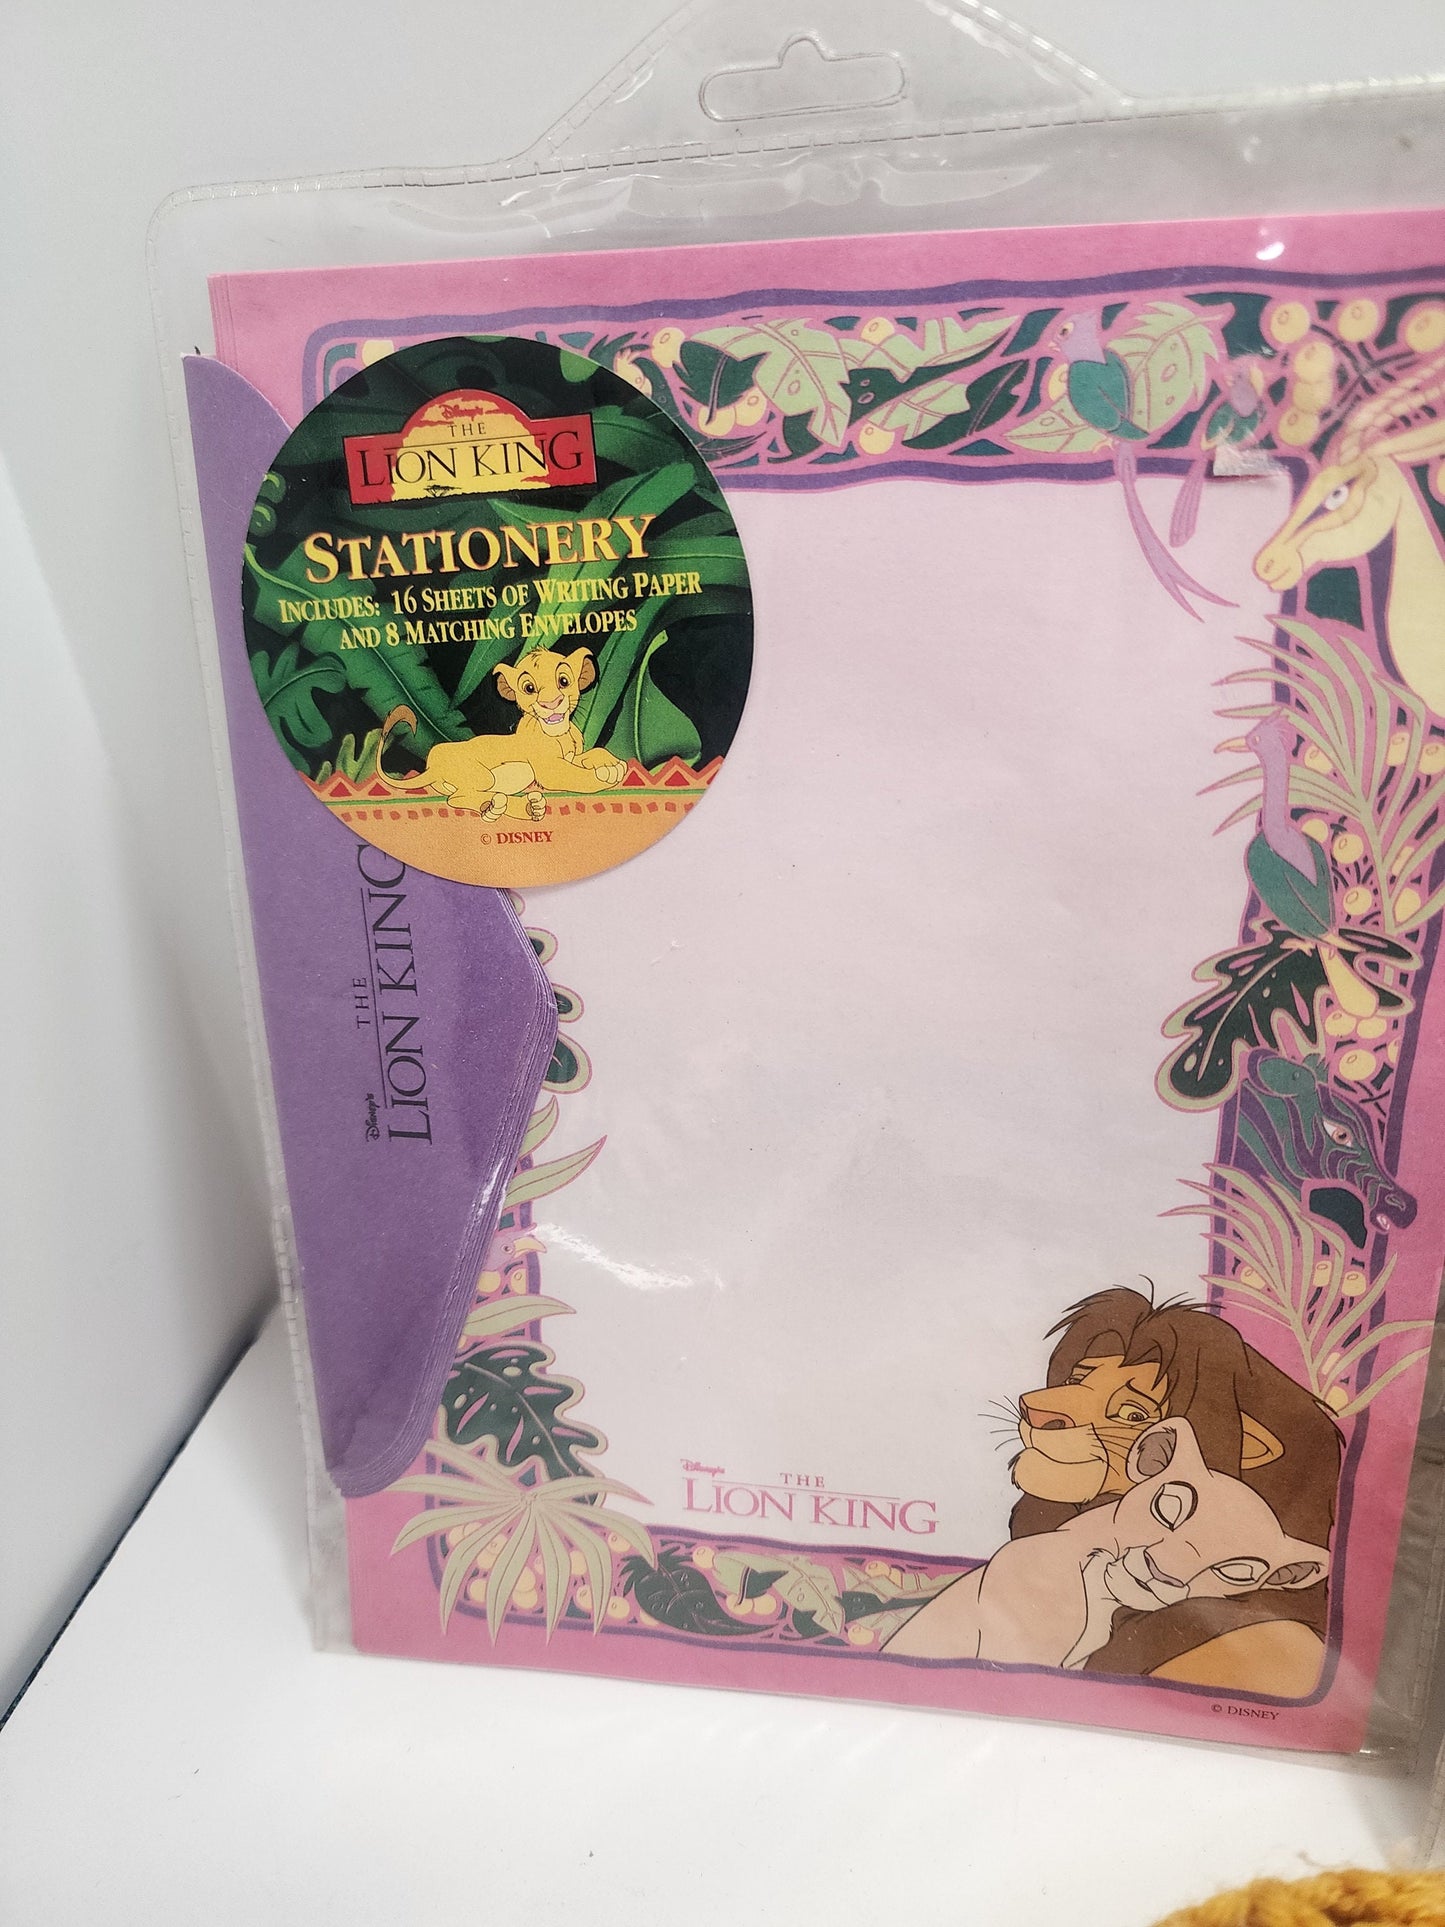 Disney's
THE
LION KING
STATIONERY
INCLUDES: 16 SHEETS OF WRITING PAPER
AND 8 MATCHING ENVELOPES
© DISNEY
Disney's
THE
LION KING
Disney's
THE
LION KING
© DISNEY